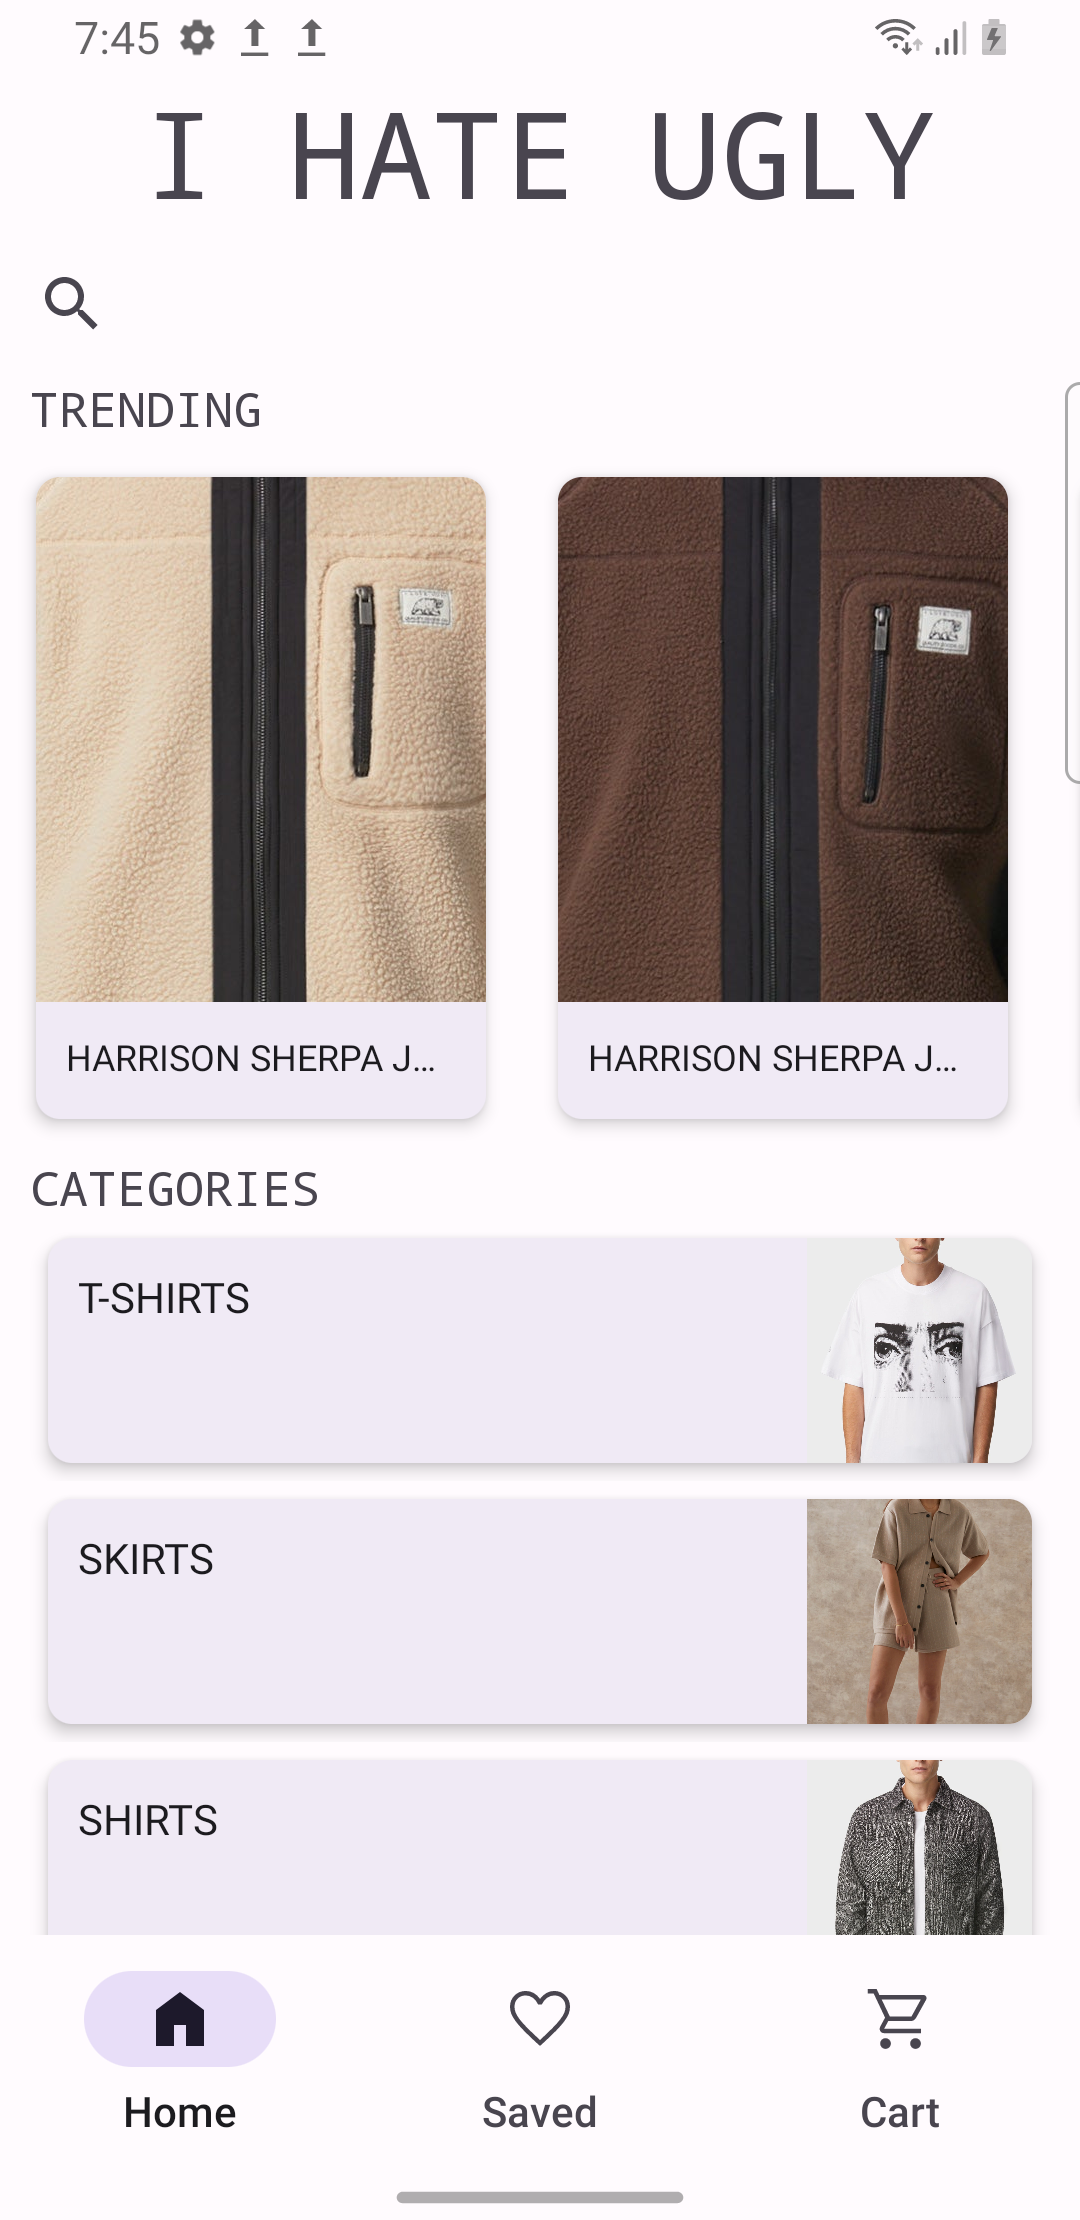 7:45
I HATE UGLY
TRENDING
HARRISON SHERPA J...
HARRISON SHERPA J...
CATEGORIES
T-SHIRTS
SKIRTS
SHIRTS
Home
Saved
Cart